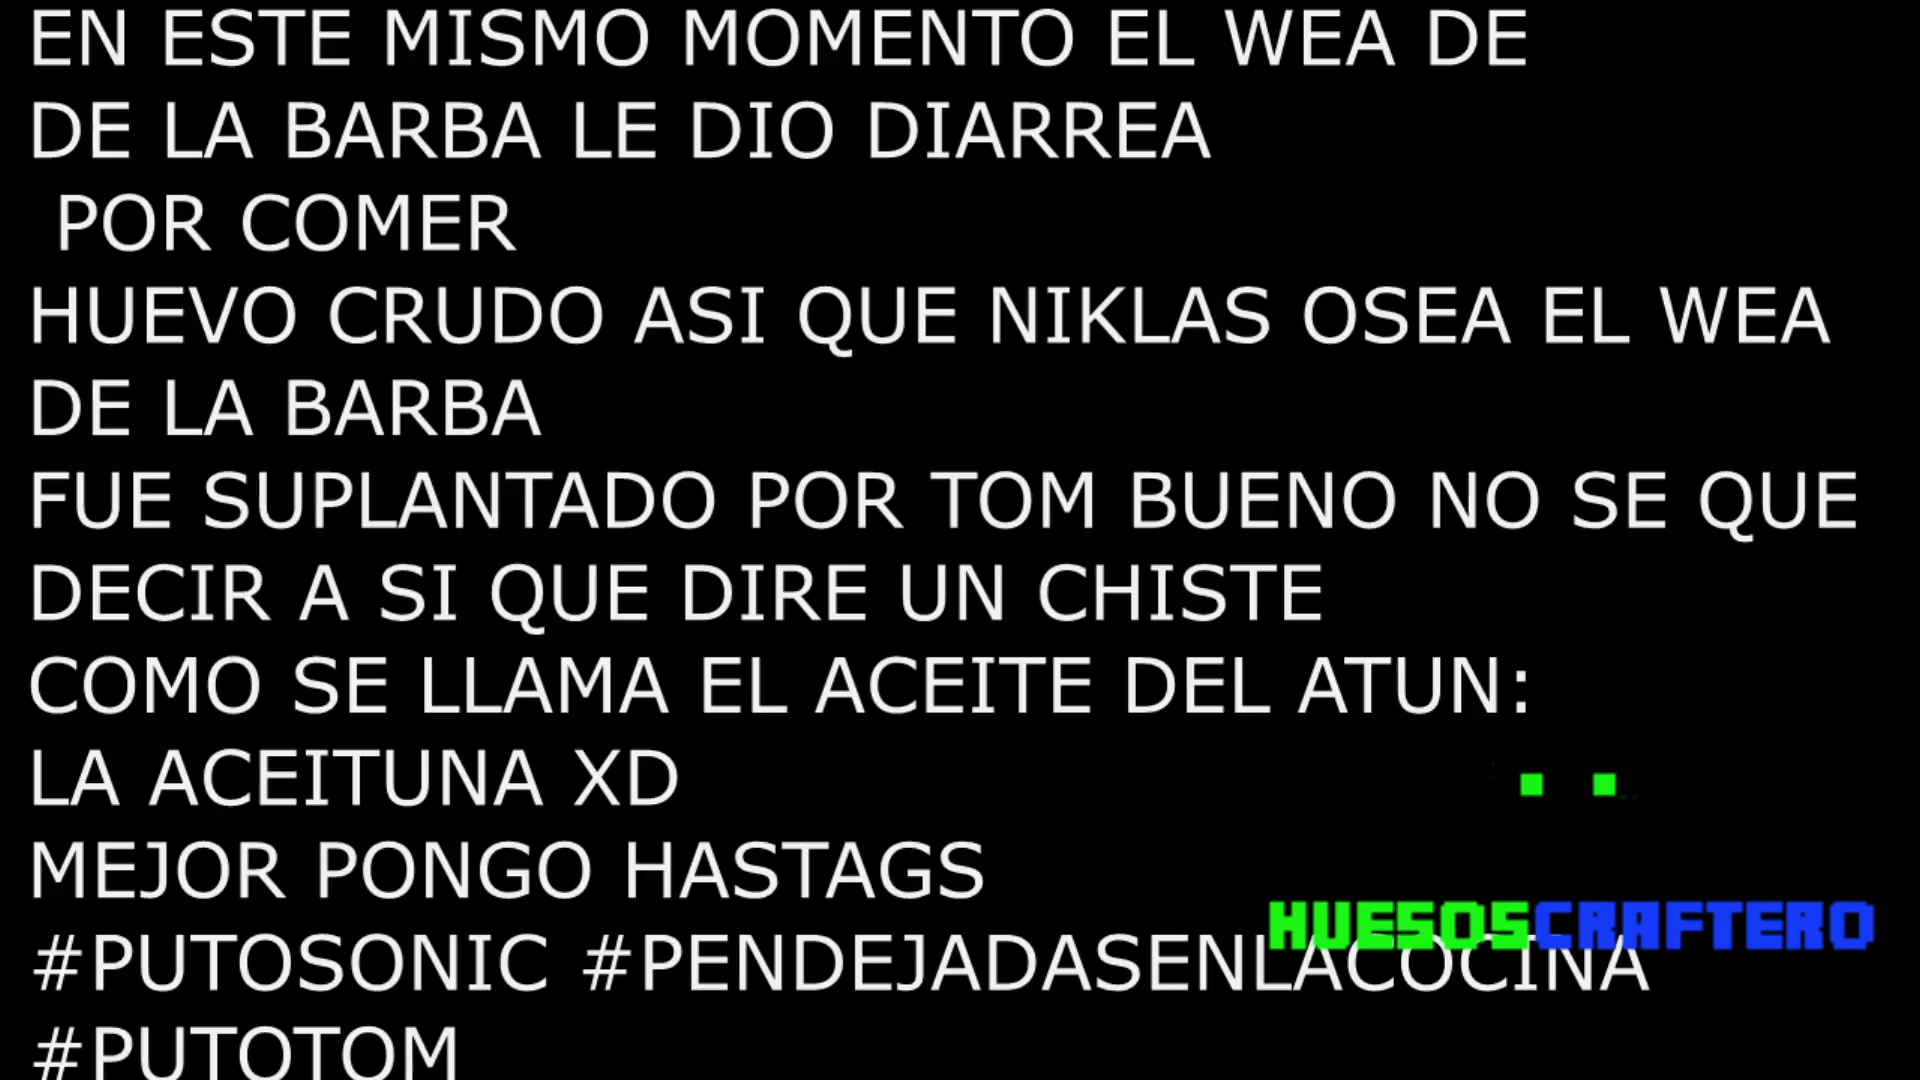 EN ESTE MISMO MOMENTO EL WEA DE
DE LA BARBA LE DIO DIARREA
POR COMER
HUEVO CRUDO ASI QUE NIKLAS OSEA EL WEA
DE LA BARBA
FUE SUPLANTADO POR TOM BUENO NO SE QUE
DECIR A SI QUE DIRE UN CHISTE
COMO SE LLAMA EL ACEITE DEL ATUN:
LA ACEITUNA XD
MEJOR PONGO HASTAGS
HUESOSCRAFTERO
#PUTOSONIC #PENDEJADASENLACOCINA
#PUTOTOM